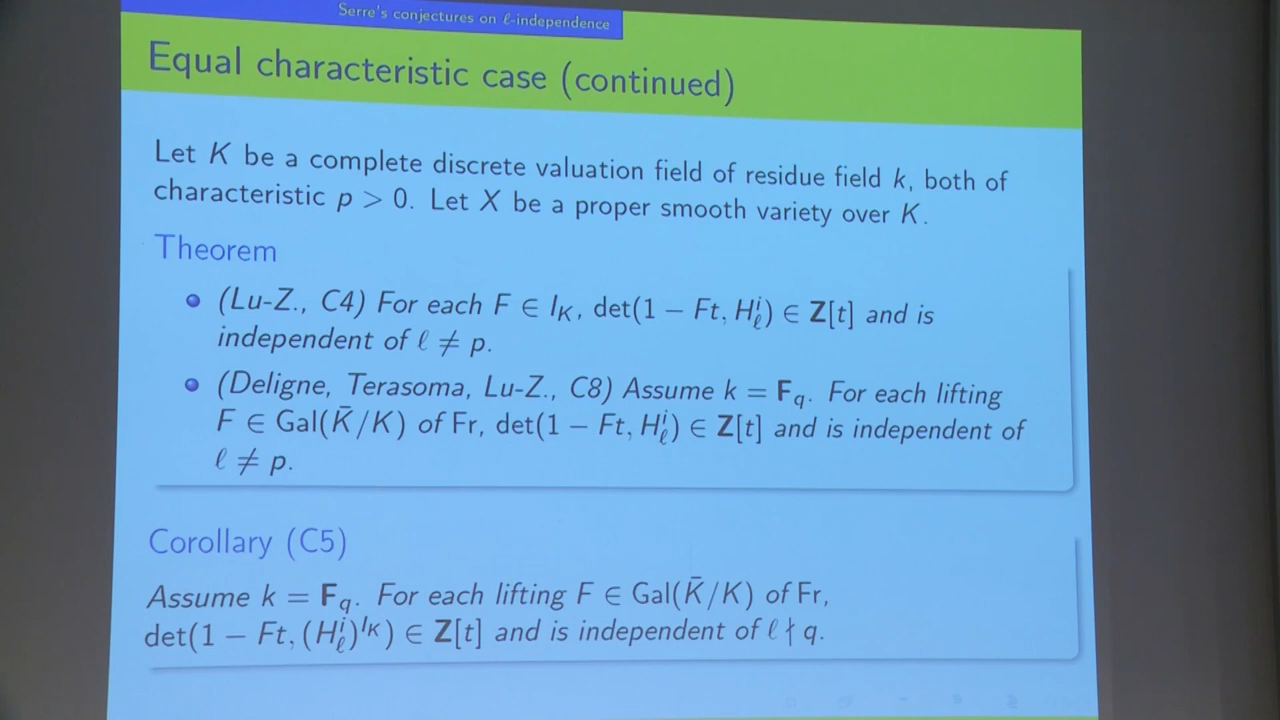 Serre's conjectures on ℓ-independence
Equal characteristic case (continued)
Let K be a complete discrete valuation field of residue field k, both of
characteristic p > 0. Let X be a proper smooth variety over K.
Theorem
(Lu-Z., C4) For each F ∈ I_K, det(1 − Ft, H^i_ℓ) ∈ Z[t] and is
independent of ℓ ≠ p.
(Deligne, Terasoma, Lu-Z., C8) Assume k = F_q. For each lifting
F ∈ Gal(K̄/K) of Fr, det(1 − Ft, H^i_ℓ) ∈ Z[t] and is independent of
ℓ ≠ p.
Corollary (C5)
Assume k = F_q. For each lifting F ∈ Gal(K̄/K) of Fr,
det(1 − Ft, (H^i_ℓ)^{I_K}) ∈ Z[t] and is independent of ℓ ∤ q.